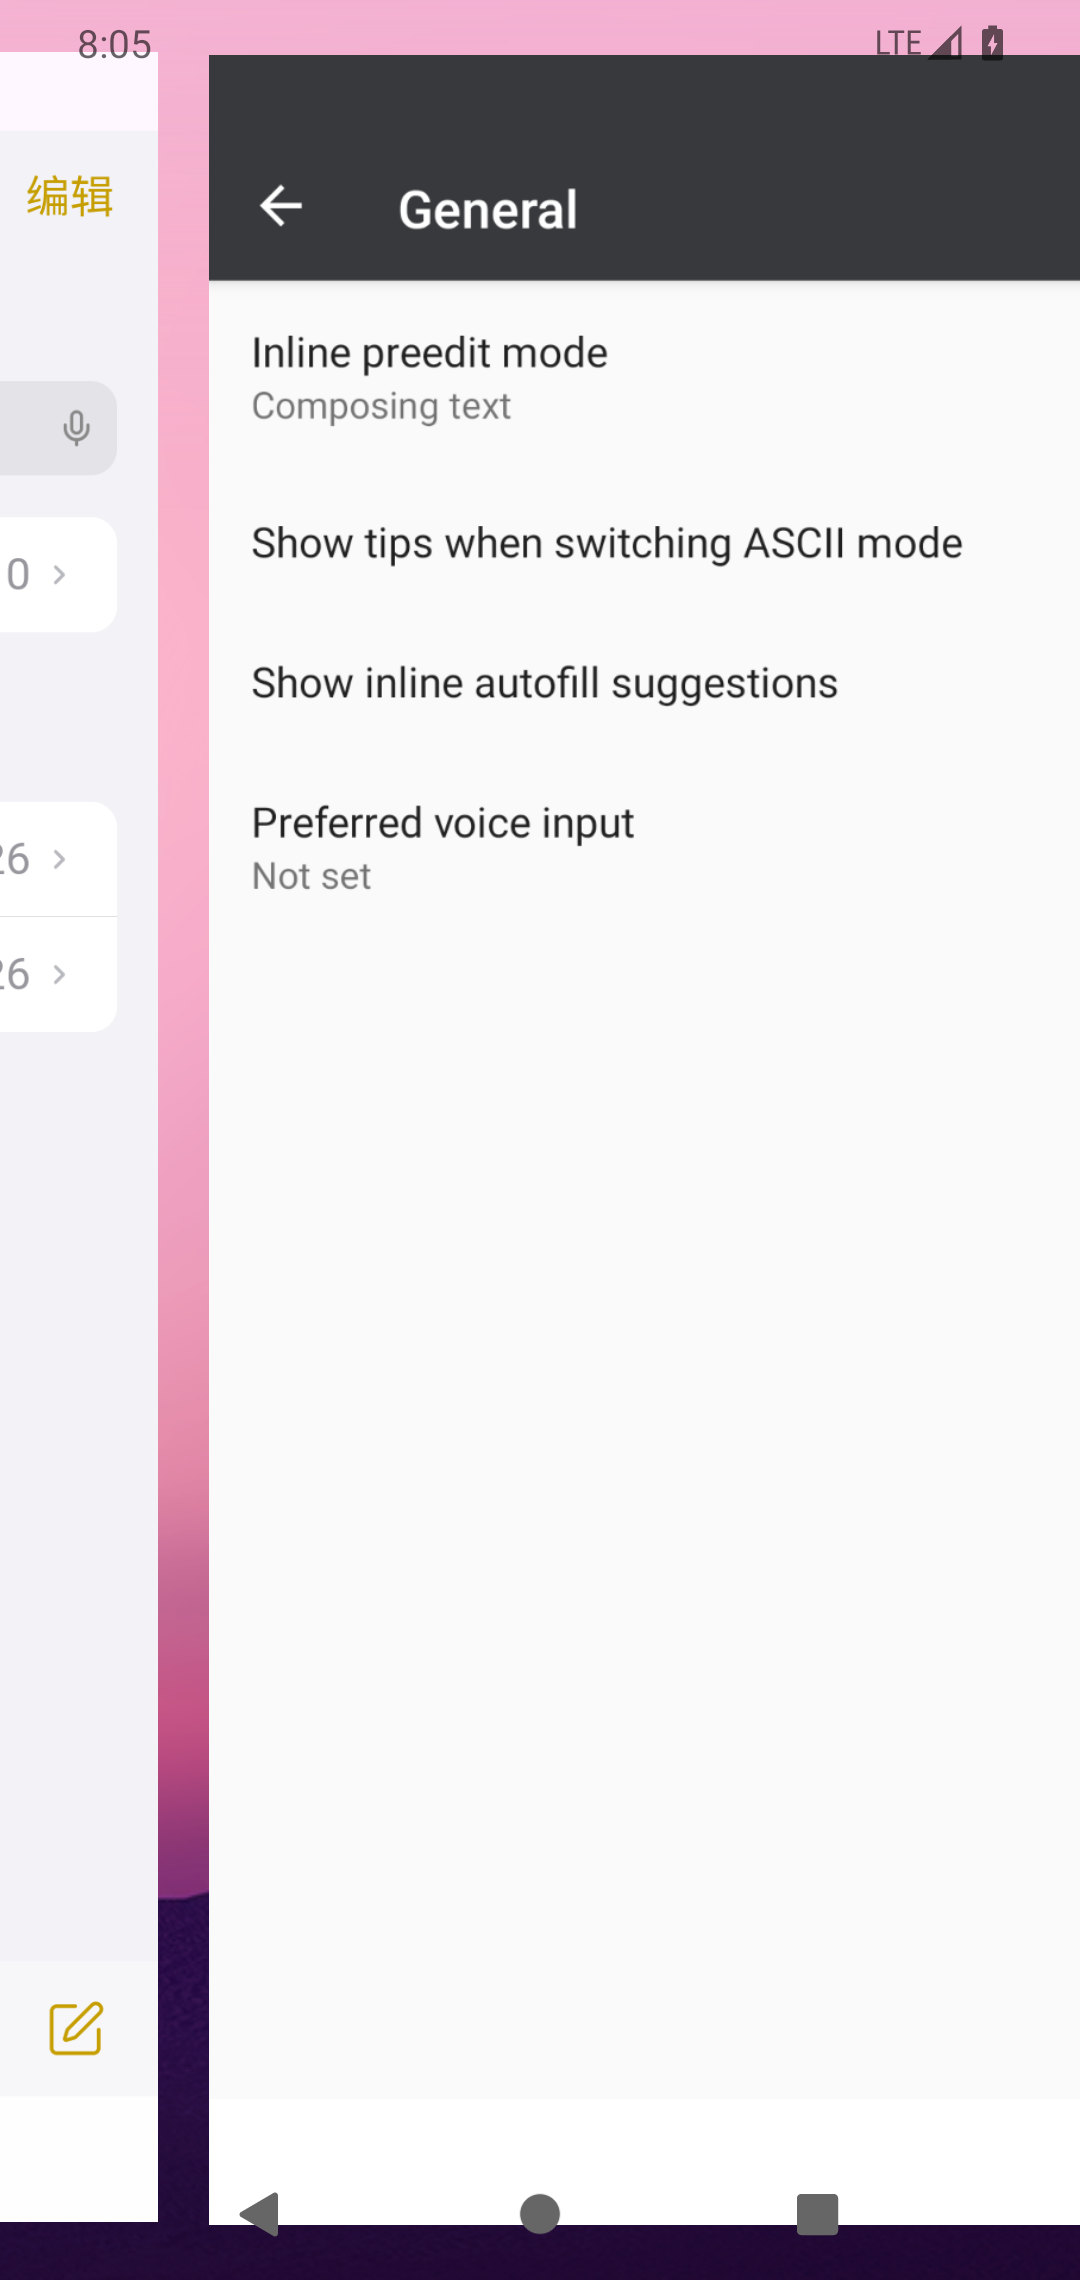 8:05
LTE
编辑
0
26
26
General
Inline preedit mode
Composing text
Show tips when switching ASCII mode
Show inline autofill suggestions
Preferred voice input
Not set